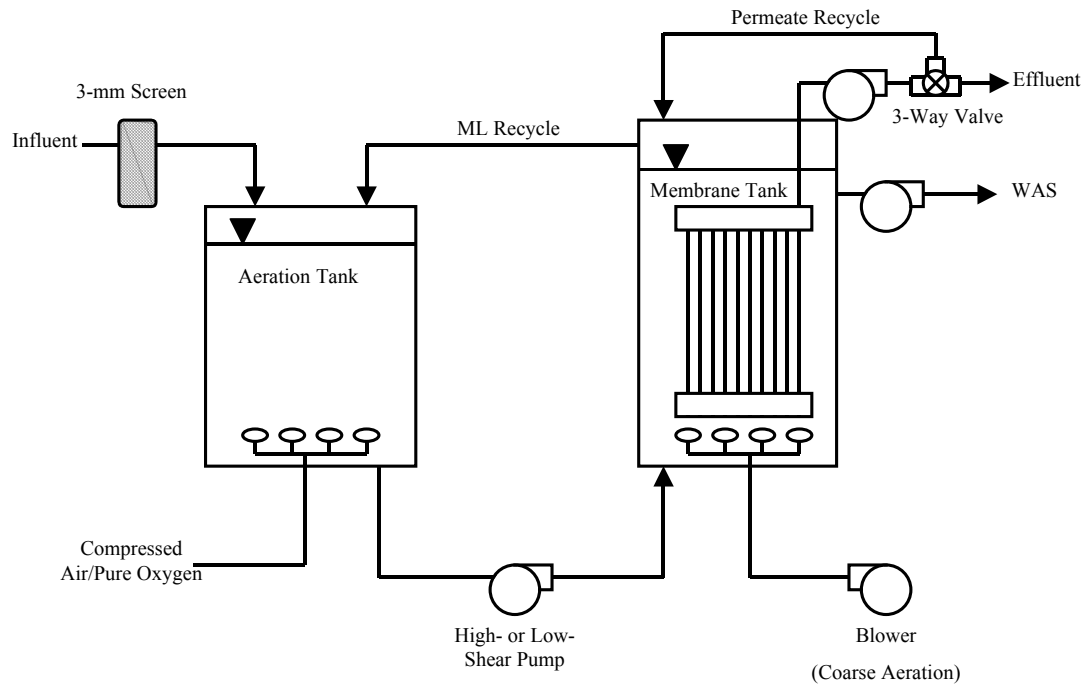 Permeate Recycle
Effluent
3-Way Valve
3-mm Screen
Influent
ML Recycle
Membrane Tank
WAS
Aeration Tank
Compressed
Air/Pure Oxygen
High- or Low-
Shear Pump
Blower
(Coarse Aeration)